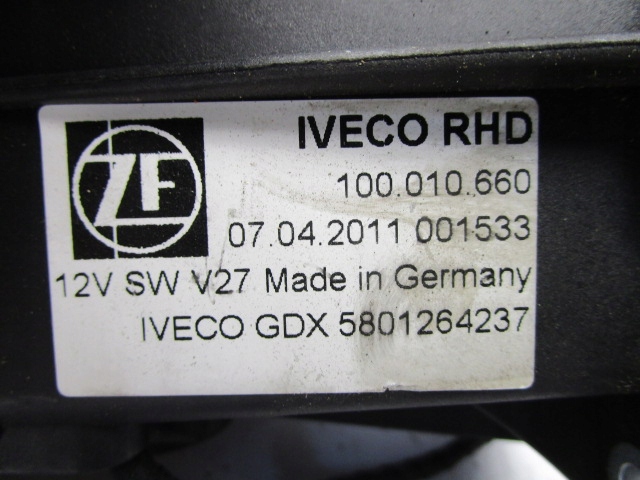 ZF
IVECO RHD
100.010.660
07.04.2011 001533
12V SW V27 Made in Germany
IVECO GDX 5801264237